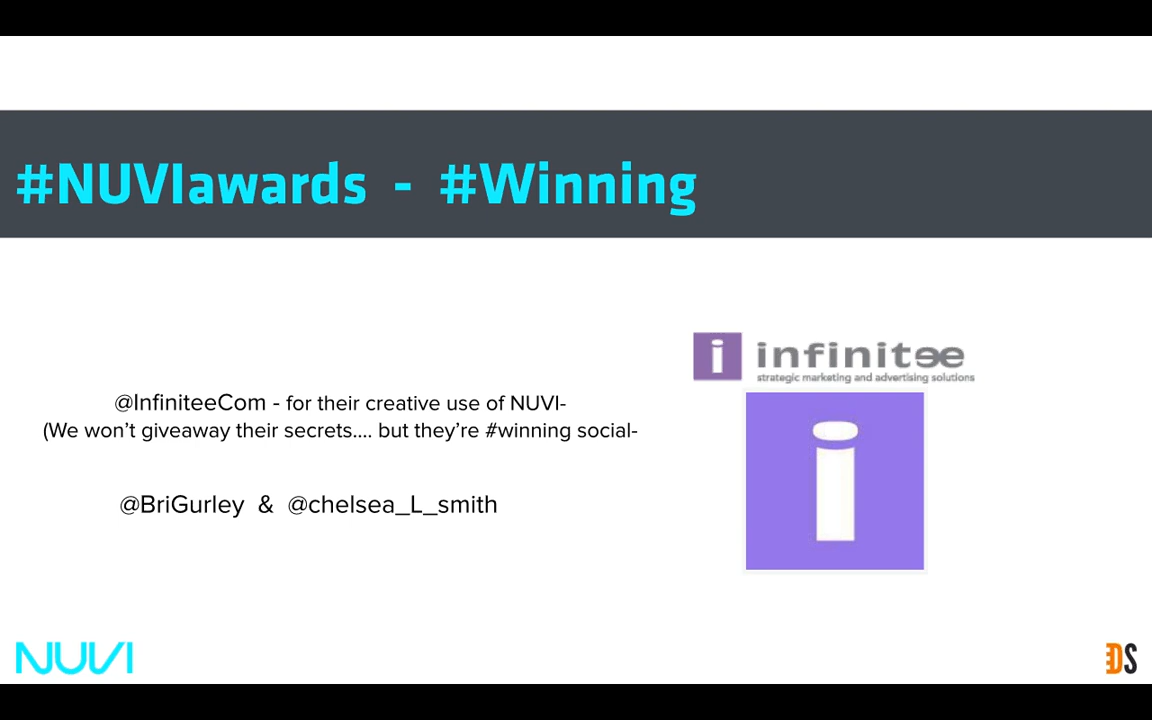 #NUVIawards - #Winning
i infinitee
strategic marketing and advertising solutions
@InfiniteeCom - for their creative use of NUVI-
(We won’t giveaway their secrets.... but they’re #winning social-
i
@BriGurley & @chelsea_L_smith
NUVI
DS